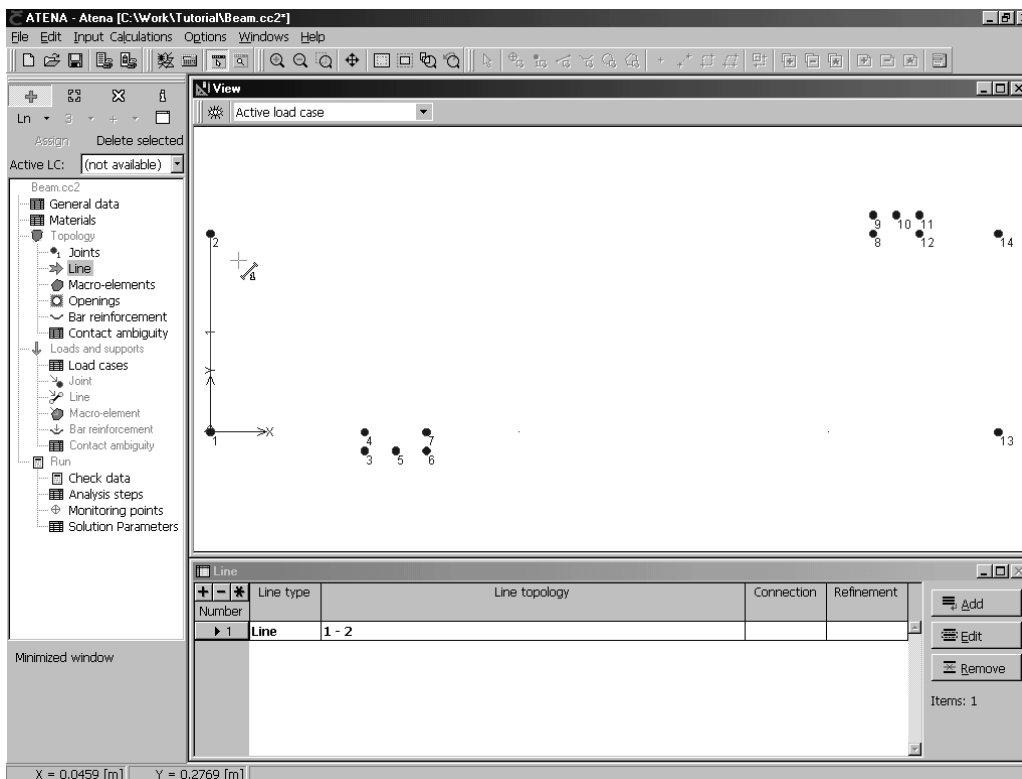 ATENA - Atena [C:\Work\Tutorial\Beam.cc2*]
File Edit Input Calculations Options Windows Help
Ln 3
Assign Delete selected
Active LC: (not available)
Beam.cc2
General data
Materials
Topology
Joints
Line
Macro-elements
Openings
Bar reinforcement
Contact ambiguity
Loads and supports
Load cases
Joint
Line
Macro-element
Bar reinforcement
Contact ambiguity
Run
Check data
Analysis steps
Monitoring points
Solution Parameters
Minimized window
View
Active load case
9 10 11
2 8 12 14
1
Y
X
1 4 7 13
3 5 6
Line
Number Line type Line topology Connection Refinement
1 Line 1 - 2
Add
Edit
Remove
Items: 1
X = 0.0459 [m] Y = 0.2769 [m]